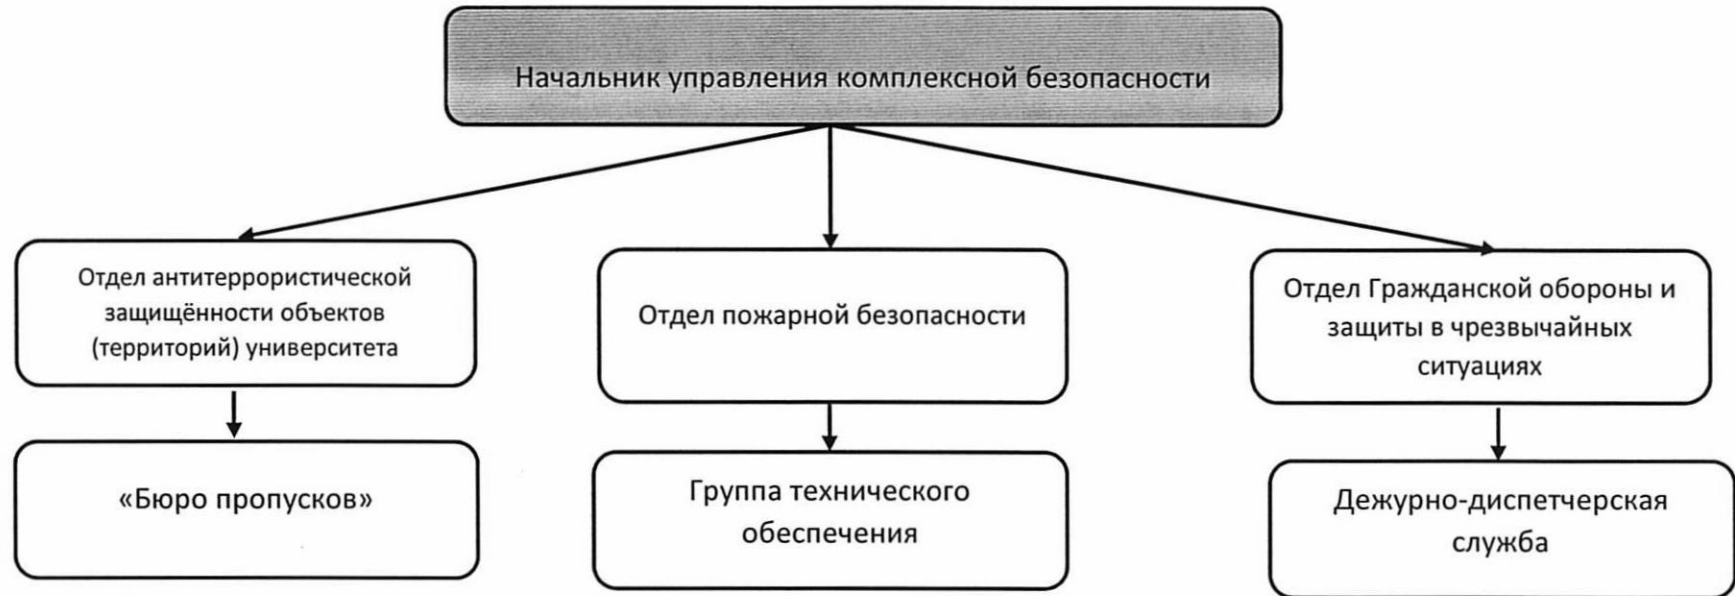 Начальник управления комплексной безопасности
Отдел антитеррористической
защищённости объектов
(территорий) университета
Отдел пожарной безопасности
Отдел Гражданской обороны и
защиты в чрезвычайных
ситуациях
«Бюро пропусков»
Группа технического
обеспечения
Дежурно-диспетчерская
служба